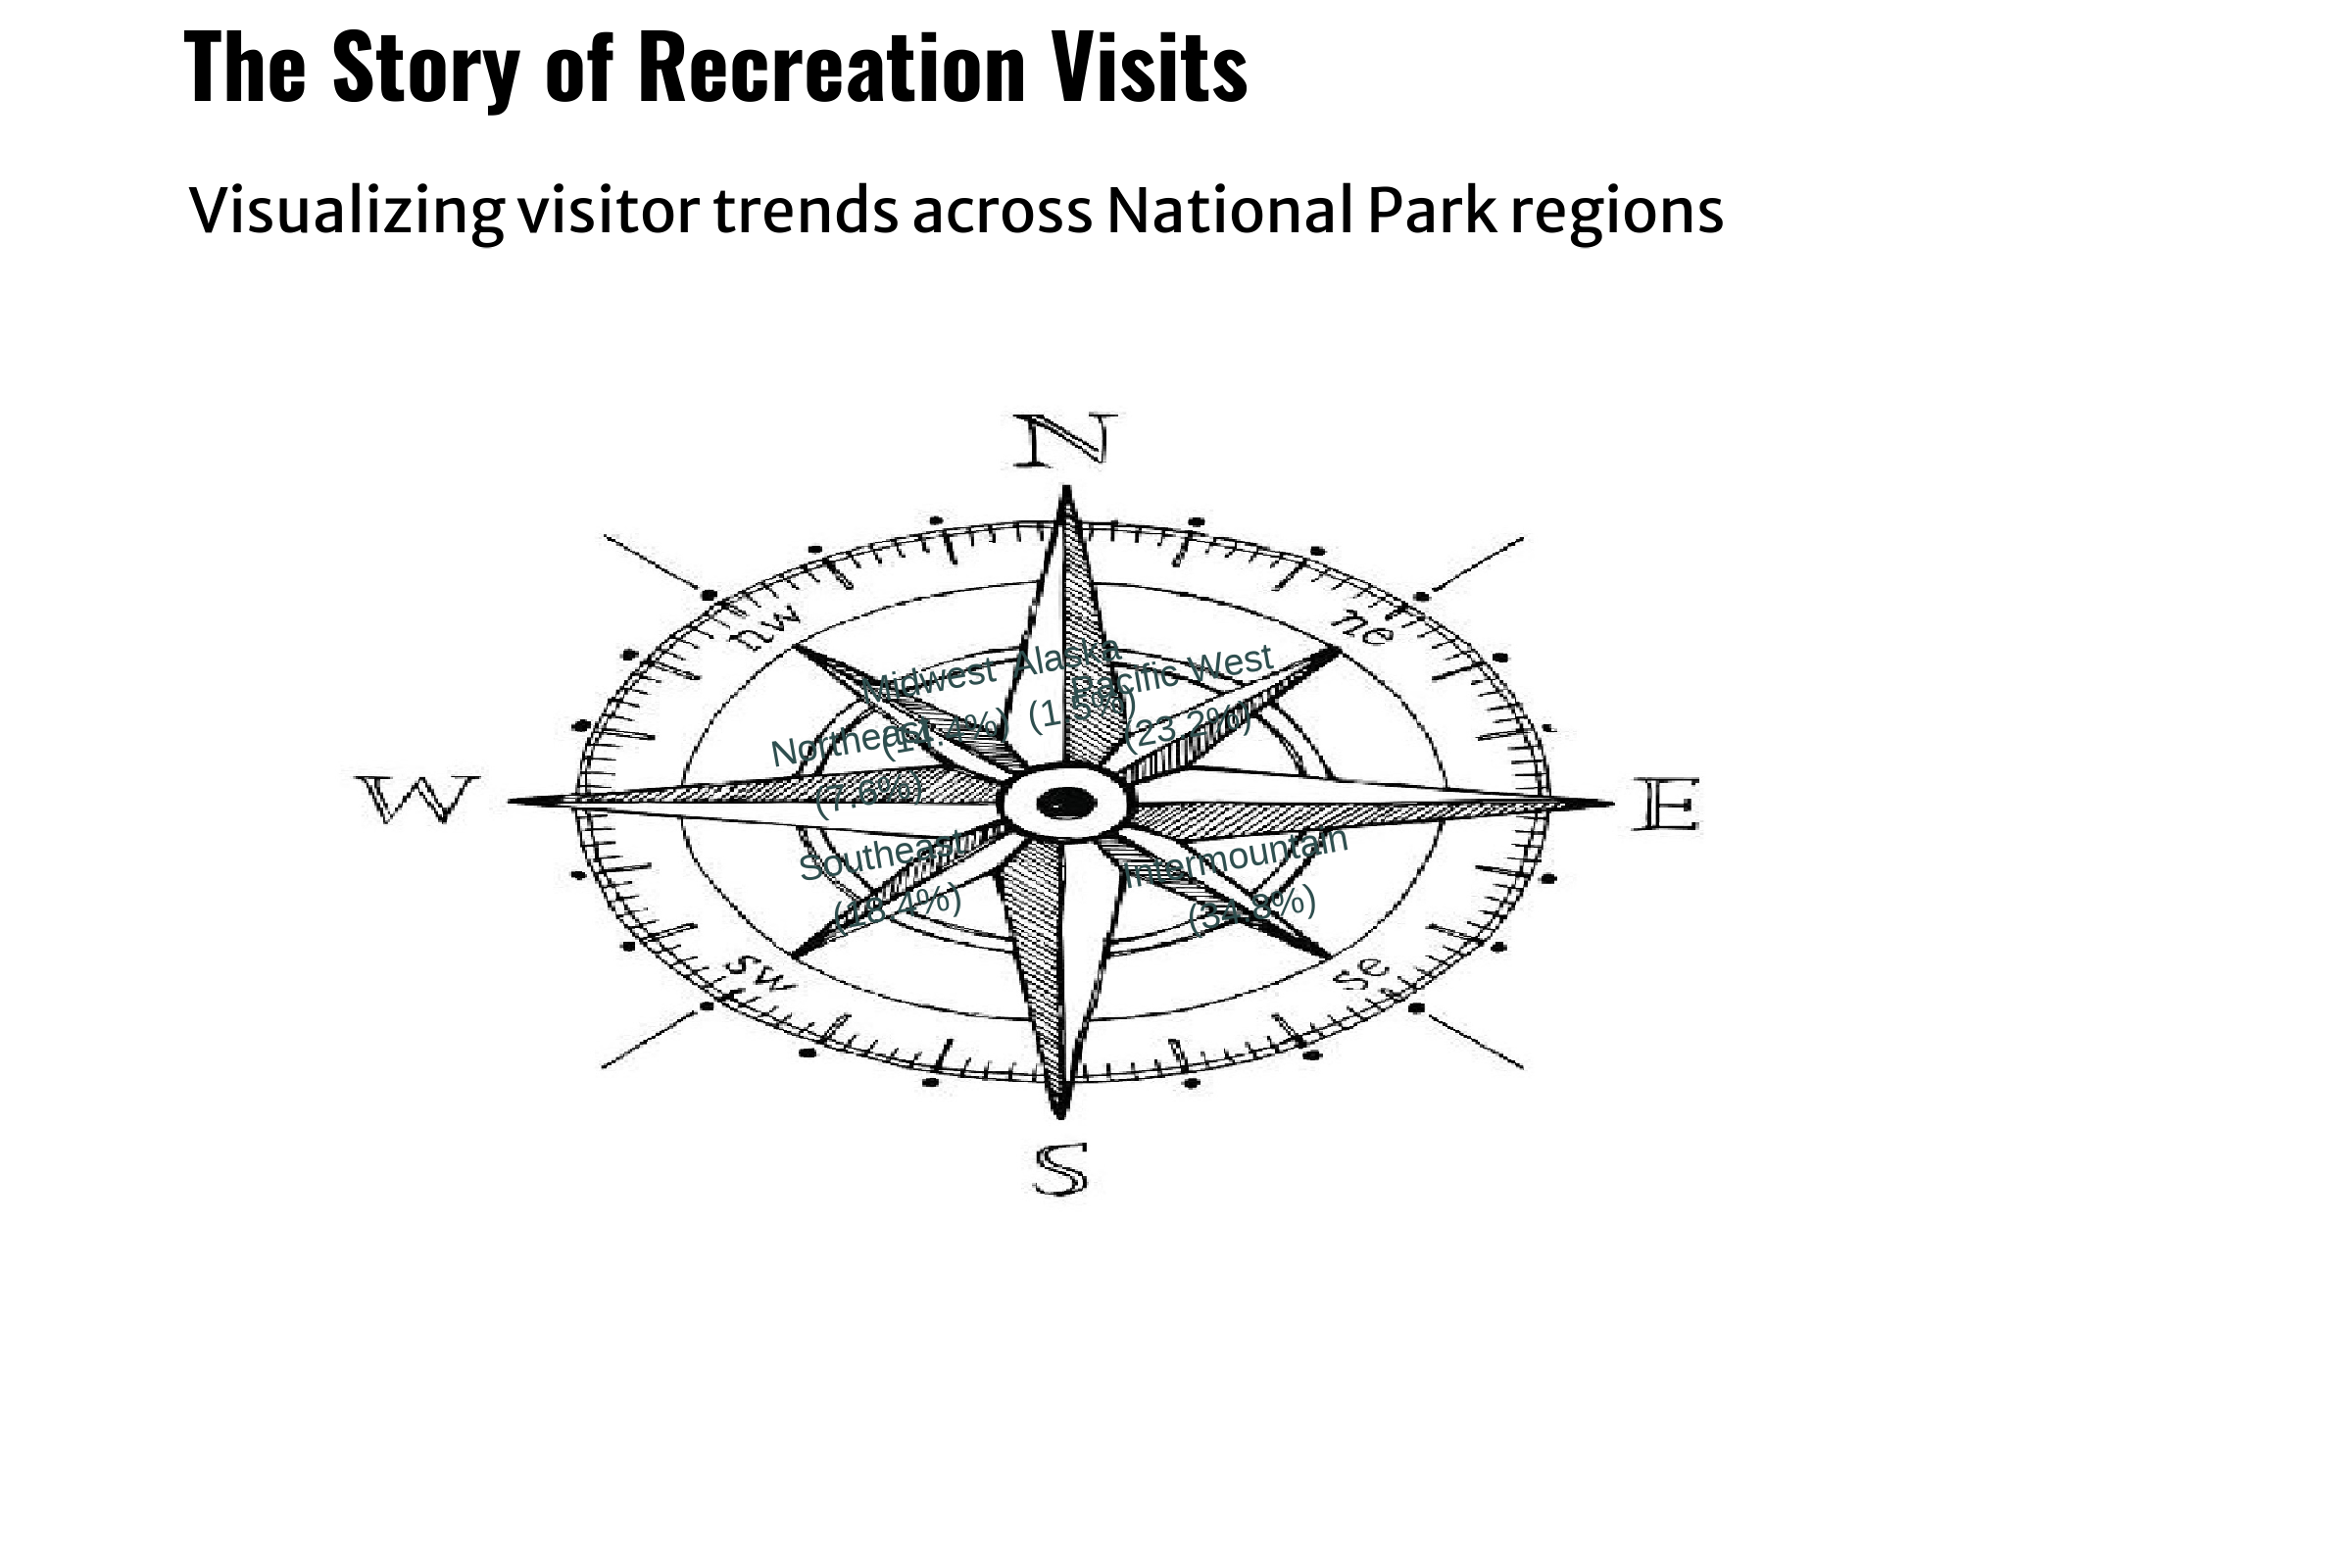 The Story of Recreation Visits
Visualizing visitor trends across National Park regions
N
nw
ne
Midwest
(14.4%)
Alaska
(1.5%)
Pacific West
(23.2%)
Northeast
(7.6%)
W
E
Southeast
(18.4%)
Intermountain
(34.8%)
sw
se
S